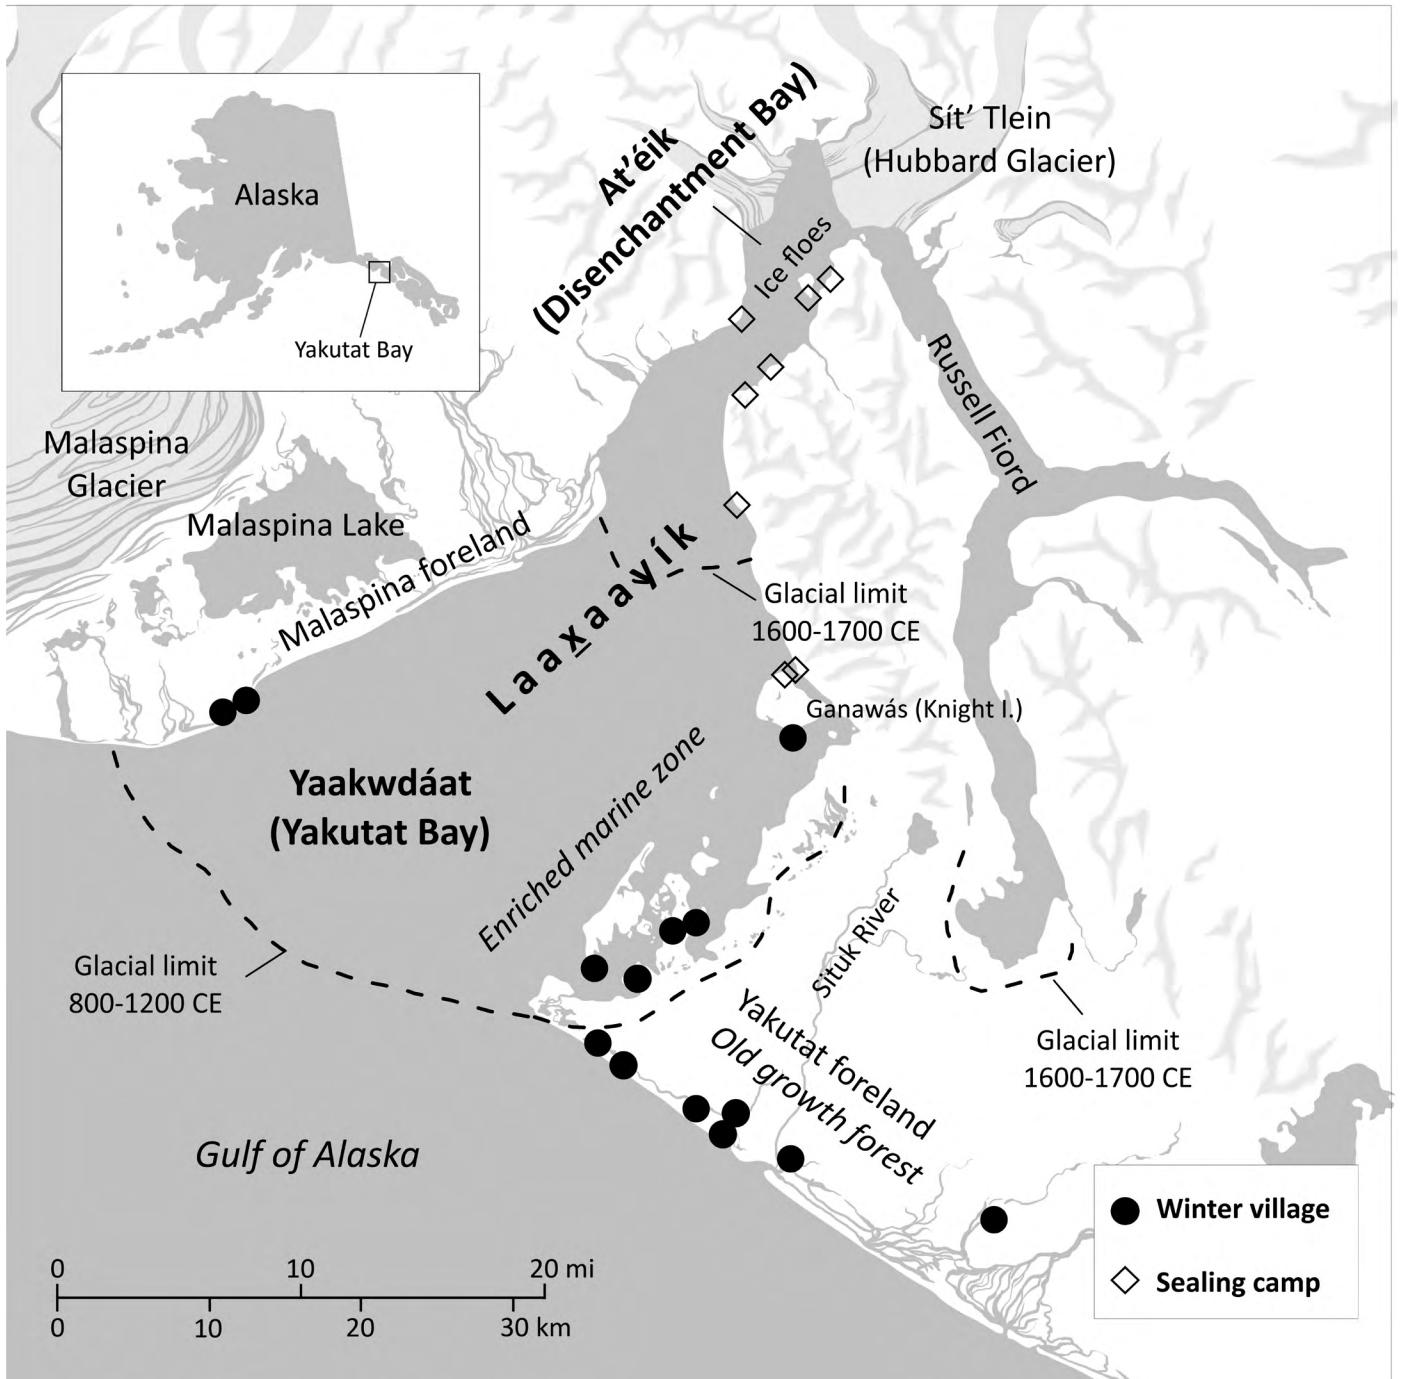 At’éik
(Disenchantment Bay)
Sít’ Tlein
(Hubbard Glacier)
Alaska
Yakutat Bay
Ice floes
Russell Fiord
Malaspina
Glacier
Malaspina Lake
Malaspina foreland
Laax̲aayík
Glacial limit
1600-1700 CE
Ganawás (Knight I.)
Yaakwdáat
(Yakutat Bay)
Enriched marine zone
Situk River
Glacial limit
800-1200 CE
Yakutat foreland
Old growth forest
Glacial limit
1600-1700 CE
Gulf of Alaska
Winter village
Sealing camp
0 10 20 mi
0 10 20 30 km